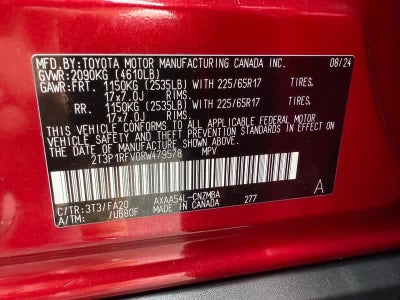 MFD. BY: TOYOTA MOTOR MANUFACTURING CANADA INC. 08/24
GVWR: 2090KG (4610LB)
GAWR: FRT. 1150KG (2535LB) WITH 225/65R17 TIRES.
17x7.0J RIMS.
RR. 1150KG (2535LB) WITH 225/65R17 TIRES.
17x7.0J RIMS.
THIS VEHICLE CONFORMS TO ALL APPLICABLE FEDERAL MOTOR
VEHICLE SAFETY AND THEFT PREVENTION STANDARDS IN EFFECT ON
THE DATE OF MANUFACTURE SHOWN ABOVE.
2T3P1RFV0RW479578 MPV
A
C/TR: 3T3/FA20 AXAA54L-CNZMBA 277
A/TM: /UB80F MADE IN CANADA